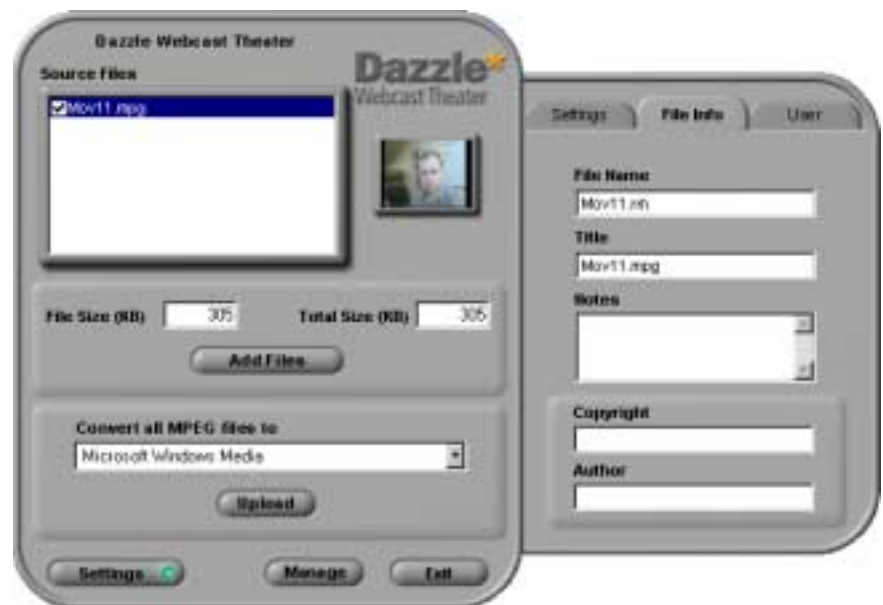 Dazzle Webcast Theater
Source Files
Dazzle
Webcast Theater
Mov11.mpg
File Size (KB) 305 Total Size (KB) 305
Add Files
Convert all MPEG files to
Microsoft Windows Media
Upload
Settings Manage Exit
Settings File Info User
File Name
Title
Mov11.mpg
Notes
Copyright
Author